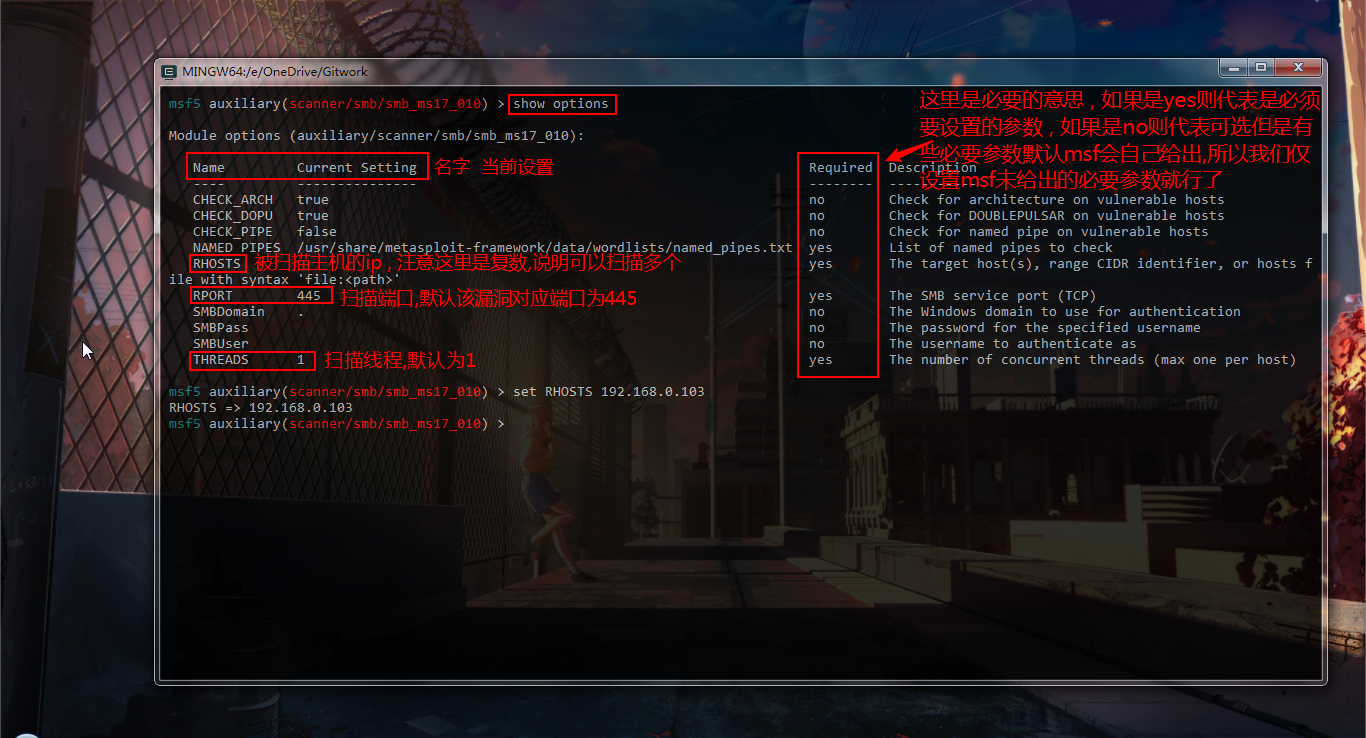 MINGW64:/e/OneDrive/Gitwork
msf5 auxiliary(scanner/smb/smb_ms17_010) > show options
这里是必要的意思，如果是yes则代表是必须
要设置的参数，如果是no则代表可选但是有
些必要参数默认msf会自己给出,所以我们仅
设置msf未给出的必要参数就行了
Module options (auxiliary/scanner/smb/smb_ms17_010):
Name Current Setting 名字 当前设置 Required Description
---- --------------- -------- -----------
CHECK_ARCH true no Check for architecture on vulnerable hosts
CHECK_DOPU true no Check for DOUBLEPULSAR on vulnerable hosts
CHECK_PIPE false no Check for named pipe on vulnerable hosts
NAMED_PIPES /usr/share/metasploit-framework/data/wordlists/named_pipes.txt yes List of named pipes to check
RHOSTS 被扫描主机的ip，注意这里是复数,说明可以扫描多个 yes The target host(s), range CIDR identifier, or hosts f
ile with syntax 'file:<path>'
RPORT 445 扫描端口,默认该漏洞对应端口为445 yes The SMB service port (TCP)
SMBDomain . no The Windows domain to use for authentication
SMBPass no The password for the specified username
SMBUser no The username to authenticate as
THREADS 1 扫描线程,默认为1 yes The number of concurrent threads (max one per host)
msf5 auxiliary(scanner/smb/smb_ms17_010) > set RHOSTS 192.168.0.103
RHOSTS => 192.168.0.103
msf5 auxiliary(scanner/smb/smb_ms17_010) >